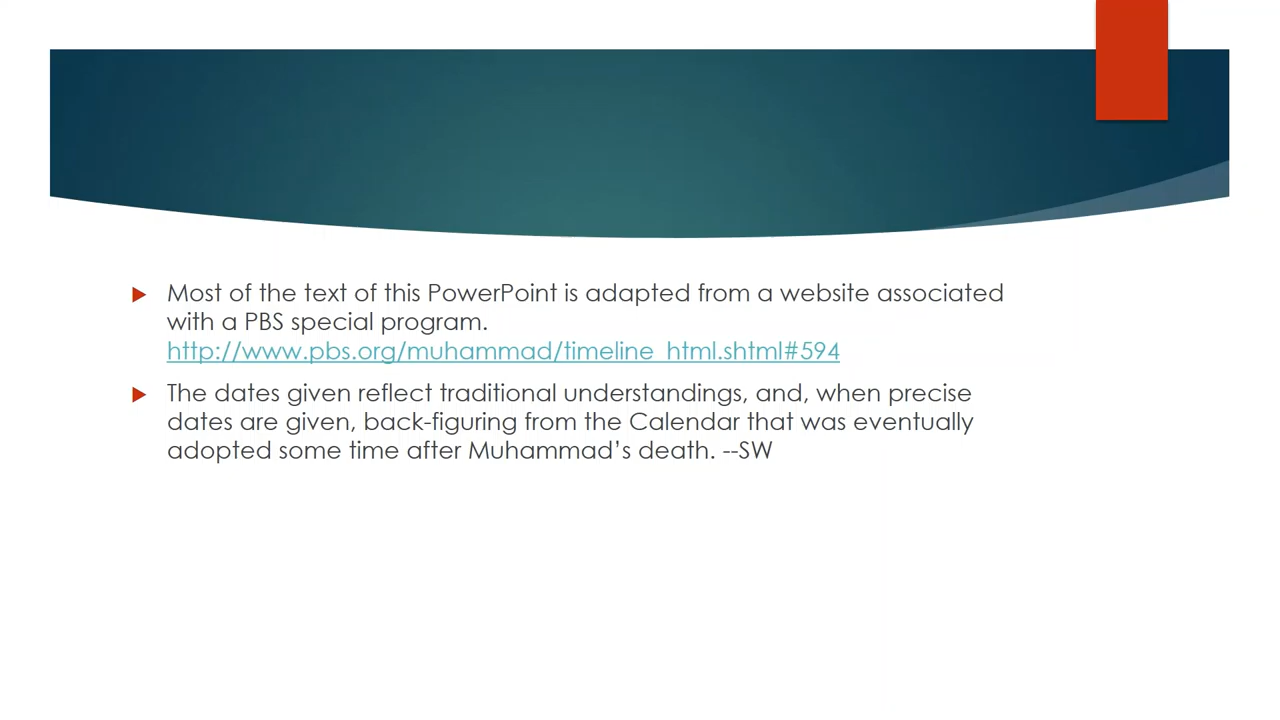 Most of the text of this PowerPoint is adapted from a website associated
with a PBS special program.
http://www.pbs.org/muhammad/timeline_html.shtml#594
The dates given reflect traditional understandings, and, when precise
dates are given, back-figuring from the Calendar that was eventually
adopted some time after Muhammad’s death. --SW